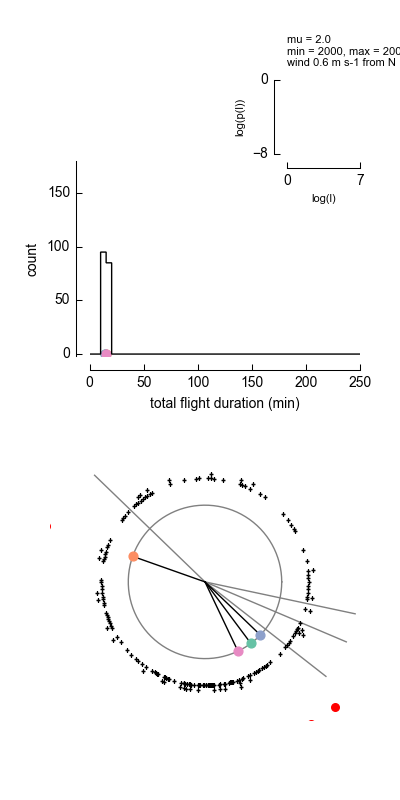 mu = 2.0
min = 2000, max = 200
wind 0.6 m s-1 from N
0
log(p(l))
−8
0 7
log(l)
150
100
50
0
count
0 50 100 150 200 250
total flight duration (min)